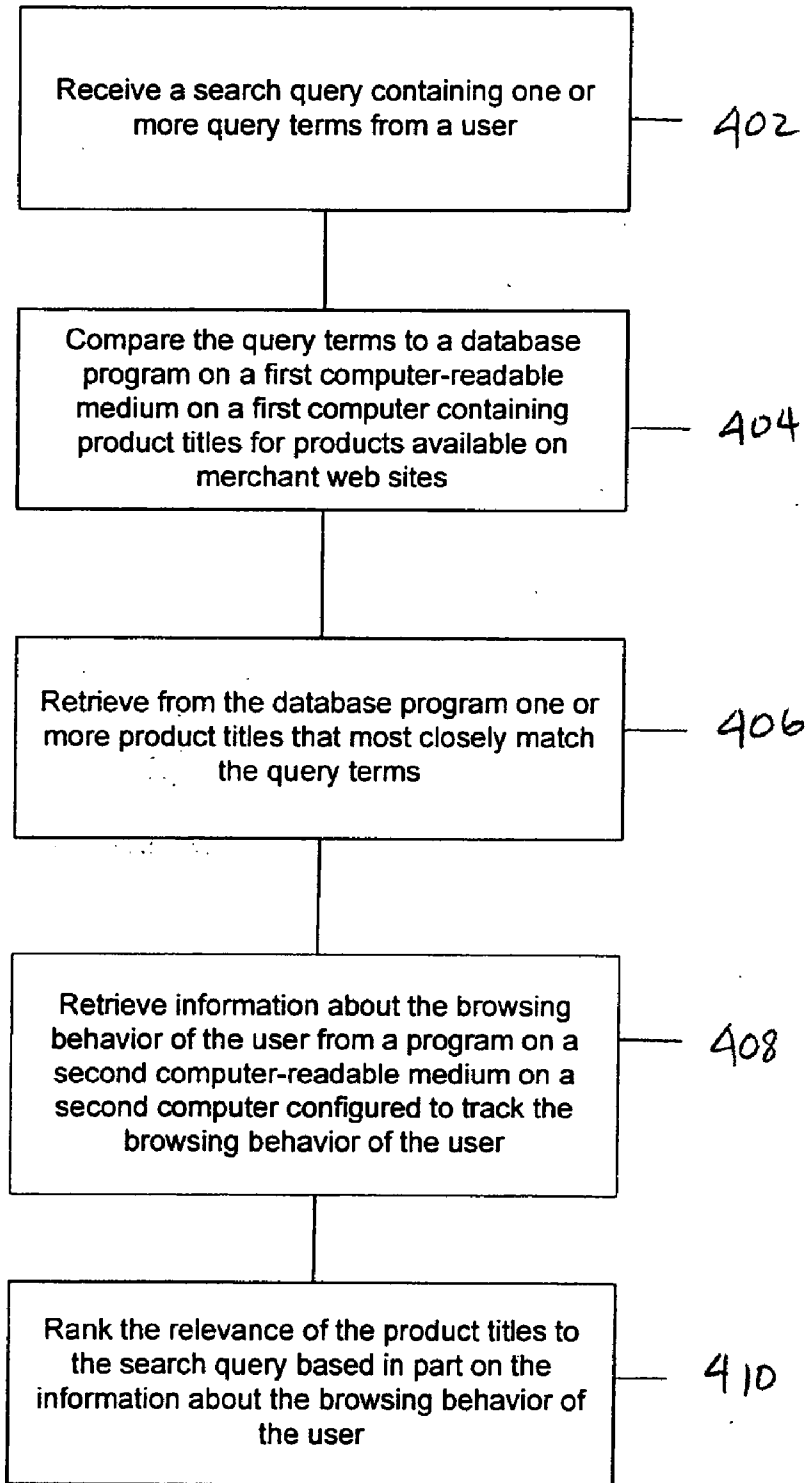 Receive a search query containing one or
more query terms from a user
402
Compare the query terms to a database
program on a first computer-readable
medium on a first computer containing
product titles for products available on
merchant web sites
404
Retrieve from the database program one or
more product titles that most closely match
the query terms
406
Retrieve information about the browsing
behavior of the user from a program on a
second computer-readable medium on a
second computer configured to track the
browsing behavior of the user
408
Rank the relevance of the product titles to
the search query based in part on the
information about the browsing behavior of
the user
410